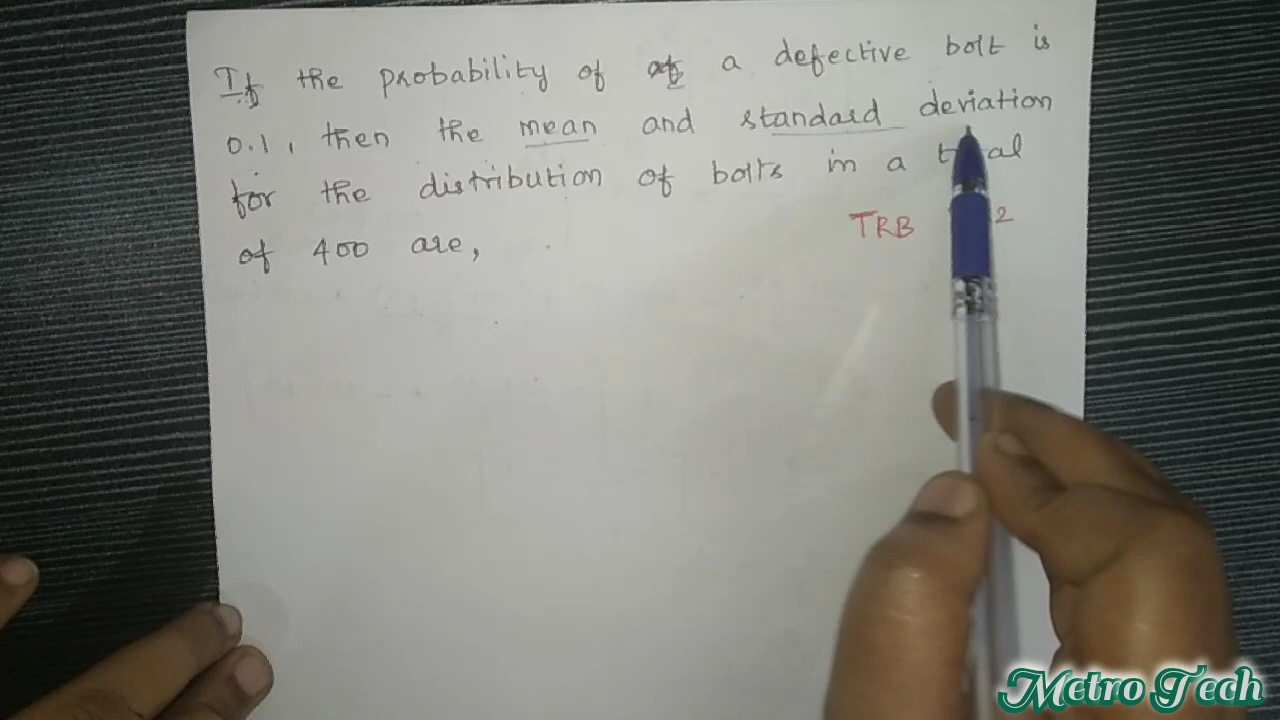 If the probability of of a defective bolt is
0.1, then the mean and standard deviation
for the distribution of bolts in a total
of 400 are,
TRB
Metro Tech